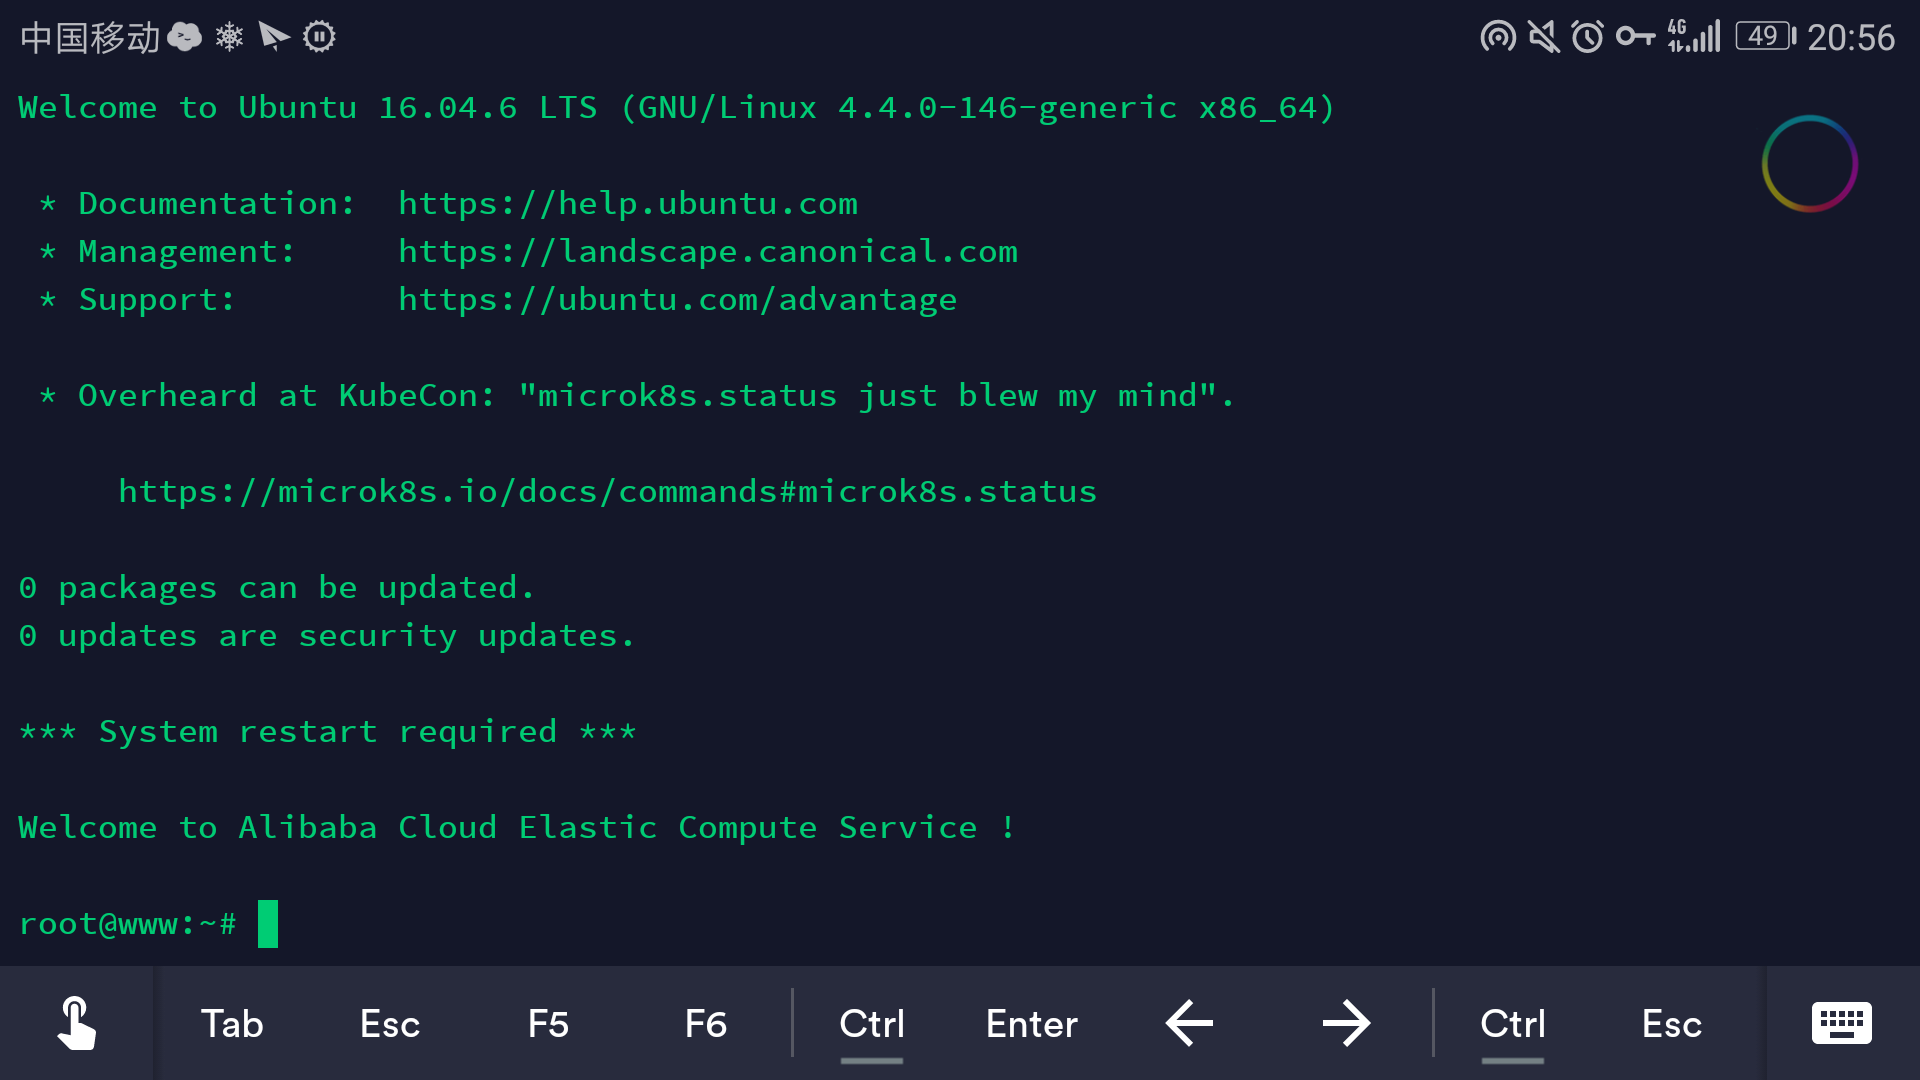 中国移动 4G 49 20:56
Welcome to Ubuntu 16.04.6 LTS (GNU/Linux 4.4.0-146-generic x86_64)
* Documentation: https://help.ubuntu.com
* Management: https://landscape.canonical.com
* Support: https://ubuntu.com/advantage
* Overheard at KubeCon: "microk8s.status just blew my mind".
https://microk8s.io/docs/commands#microk8s.status
0 packages can be updated.
0 updates are security updates.
*** System restart required ***
Welcome to Alibaba Cloud Elastic Compute Service !
root@www:~#
Tab Esc F5 F6 Ctrl Enter ← → Ctrl Esc